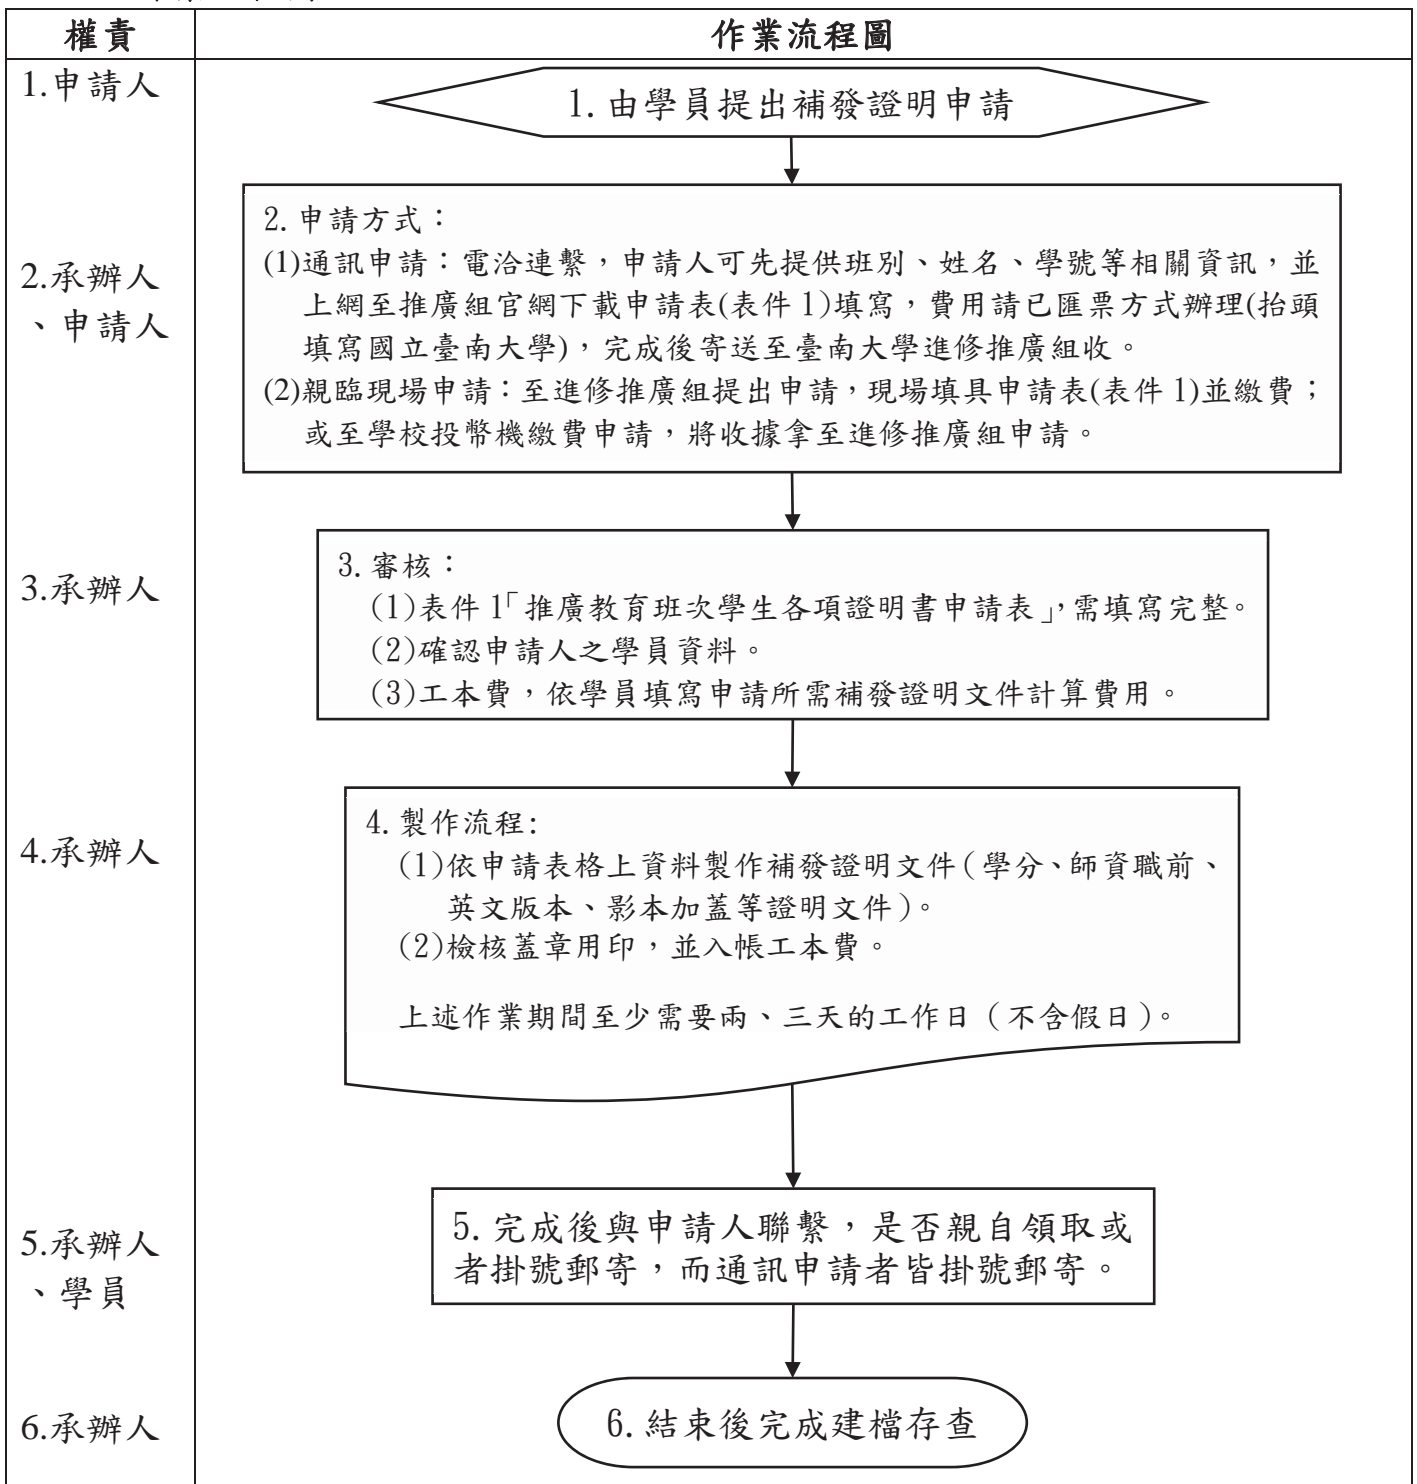 權責
作業流程圖
1.申請人
1.由學員提出補發證明申請
2.承辦人
、申請人
2.申請方式：
(1)通訊申請：電洽連繫，申請人可先提供班別、姓名、學號等相關資訊，並
上網至推廣組官網下載申請表(表件 1)填寫，費用請已匯票方式辦理(抬頭
填寫國立臺南大學)，完成後寄送至臺南大學進修推廣組收。
(2)親臨現場申請：至進修推廣組提出申請，現場填具申請表(表件 1)並繳費；
或至學校投幣機繳費申請，將收據拿至進修推廣組申請。
3.承辦人
3.審核：
(1)表件 1「推廣教育班次學生各項證明書申請表」，需填寫完整。
(2)確認申請人之學員資料。
(3)工本費，依學員填寫申請所需補發證明文件計算費用。
4.承辦人
4.製作流程:
(1)依申請表格上資料製作補發證明文件（學分、師資職前、
英文版本、影本加蓋等證明文件）。
(2)檢核蓋章用印，並入帳工本費。
上述作業期間至少需要兩、三天的工作日（不含假日）。
5.承辦人
、學員
5.完成後與申請人聯繫，是否親自領取或
者掛號郵寄，而通訊申請者皆掛號郵寄。
6.承辦人
6.結束後完成建檔存查